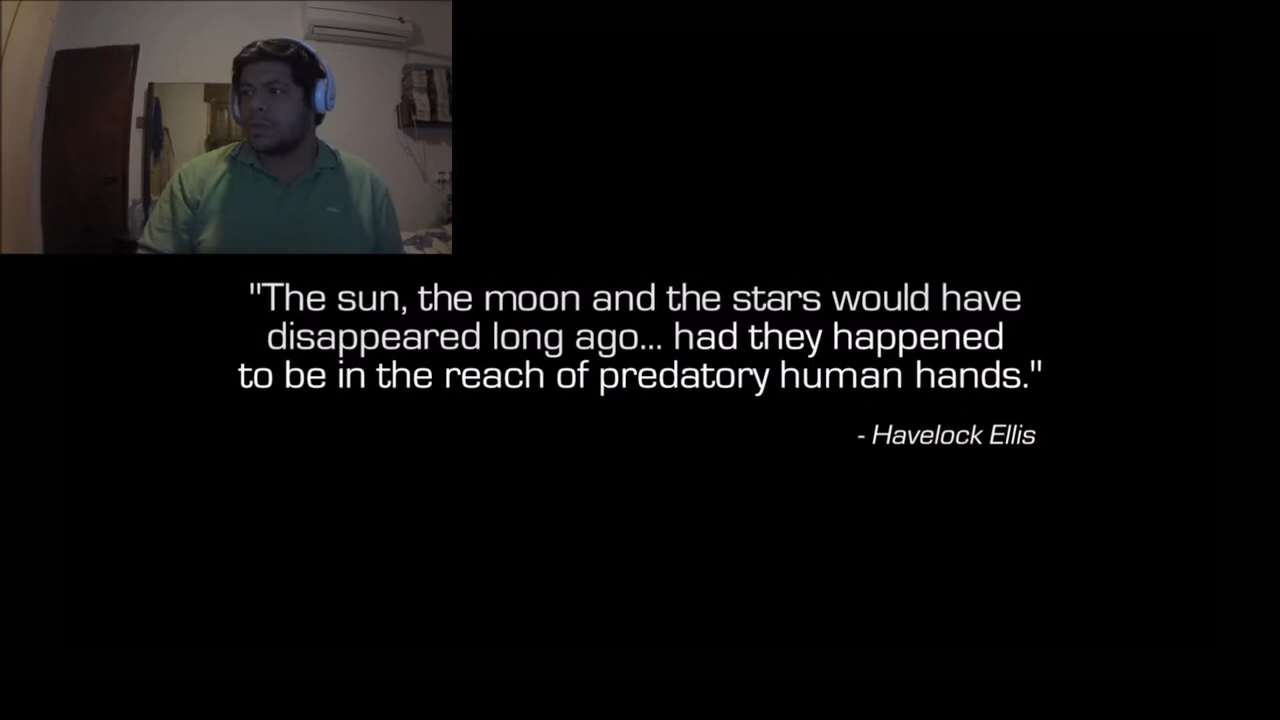 "The sun, the moon and the stars would have
disappeared long ago... had they happened
to be in the reach of predatory human hands."
- Havelock Ellis